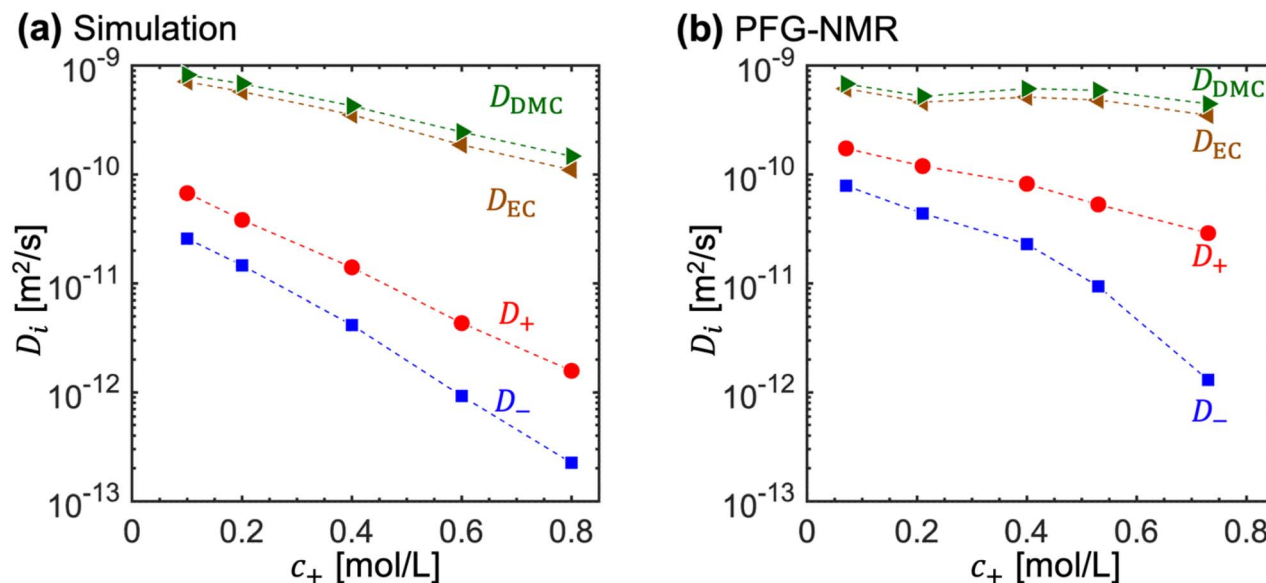 (a) Simulation
10⁻⁹
10⁻¹⁰
10⁻¹¹
10⁻¹²
10⁻¹³
D_i [m²/s]
D_DMC
D_EC
D_+
D_−
0 0.2 0.4 0.6 0.8
c_+ [mol/L]
(b) PFG-NMR
10⁻⁹
10⁻¹⁰
10⁻¹¹
10⁻¹²
10⁻¹³
D_i [m²/s]
D_DMC
D_EC
D_+
D_−
0 0.2 0.4 0.6 0.8
c_+ [mol/L]